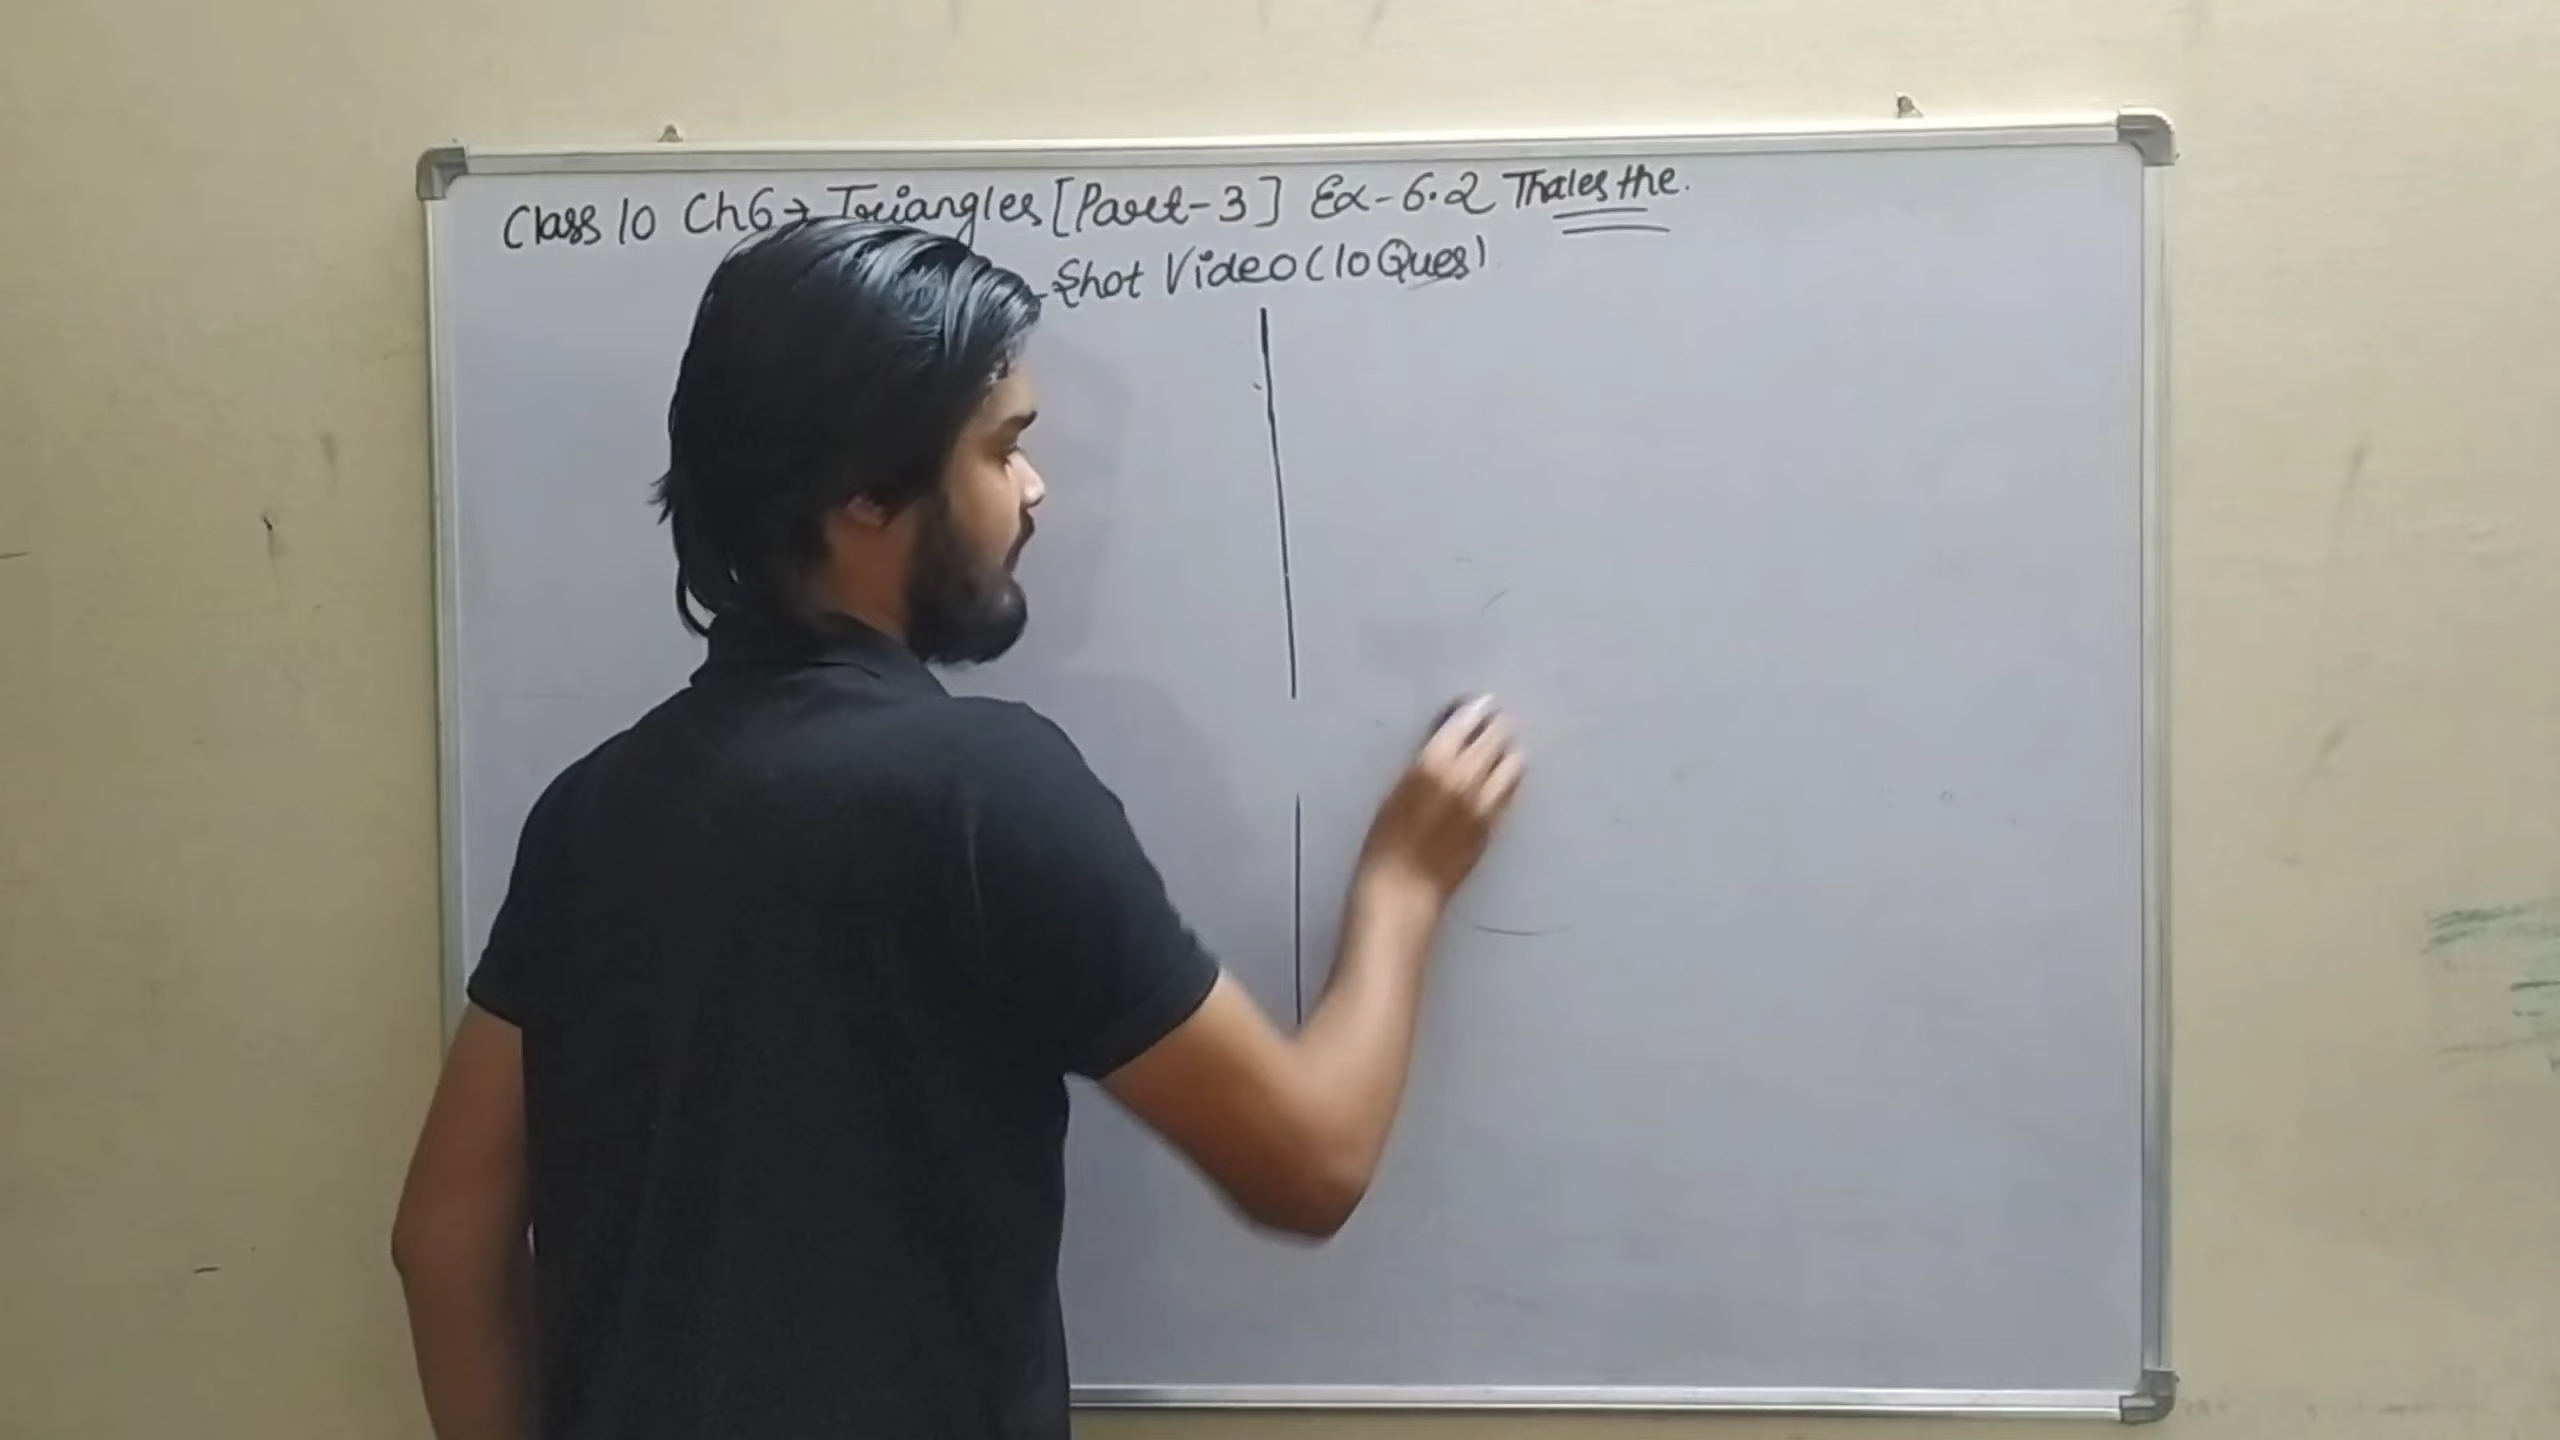 Class 10 Ch6→ Triangles [Part-3] Ex-6.2 Thales the.
-Shot Video (10 Ques)